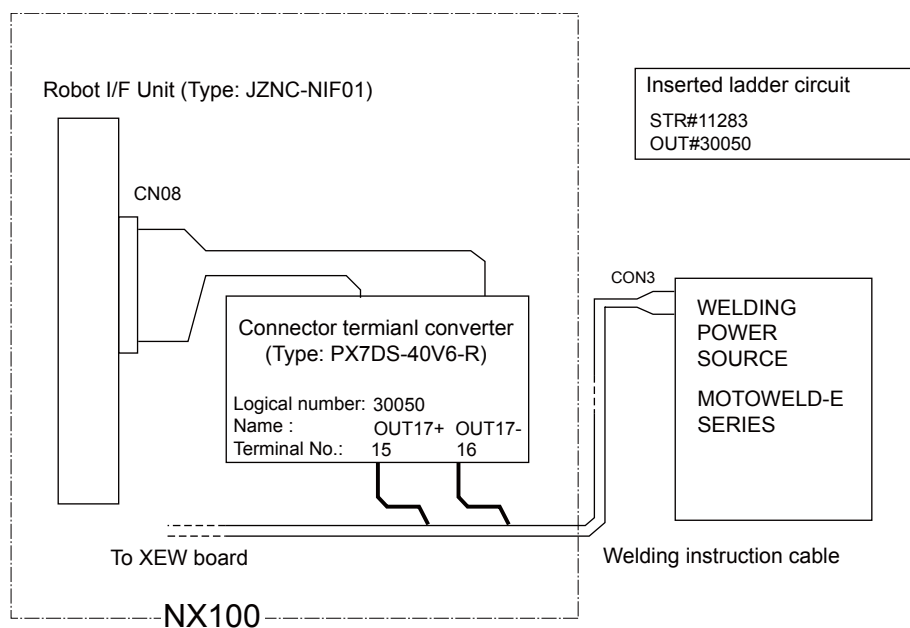 Robot I/F Unit (Type: JZNC-NIF01)
Inserted ladder circuit
STR#11283
OUT#30050
CN08
CON3
Connector termianl converter
(Type: PX7DS-40V6-R)
Logical number: 30050
Name : OUT17+ OUT17-
Terminal No.: 15 16
WELDING
POWER
SOURCE
MOTOWELD-E
SERIES
To XEW board
Welding instruction cable
NX100